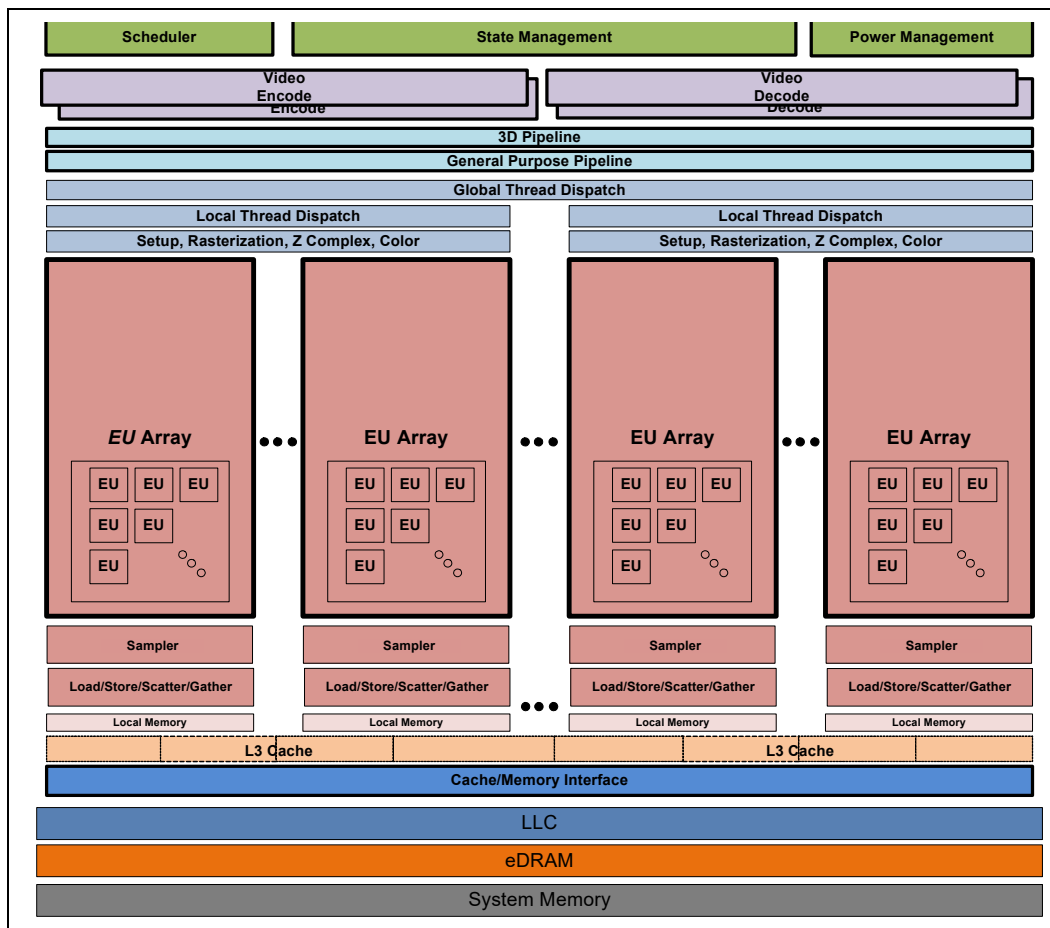 Scheduler
State Management
Power Management
Video
Encode
Encode
Video
Decode
Decode
3D Pipeline
General Purpose Pipeline
Global Thread Dispatch
Local Thread Dispatch
Local Thread Dispatch
Setup, Rasterization, Z Complex, Color
Setup, Rasterization, Z Complex, Color
EU Array
EU Array
EU Array
EU Array
EU EU EU
EU EU EU
EU EU EU
EU EU EU
EU EU
EU EU
EU EU
EU EU
EU
EU
EU
EU
Sampler
Sampler
Sampler
Sampler
Load/Store/Scatter/Gather
Load/Store/Scatter/Gather
Load/Store/Scatter/Gather
Load/Store/Scatter/Gather
Local Memory
Local Memory
Local Memory
Local Memory
L3 Cache
L3 Cache
Cache/Memory Interface
LLC
eDRAM
System Memory